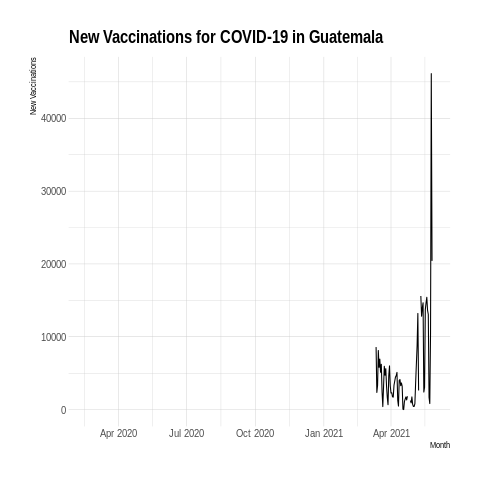 New Vaccinations for COVID-19 in Guatemala
New Vaccinations
40000
30000
20000
10000
0
Apr 2020 Jul 2020 Oct 2020 Jan 2021 Apr 2021
Month